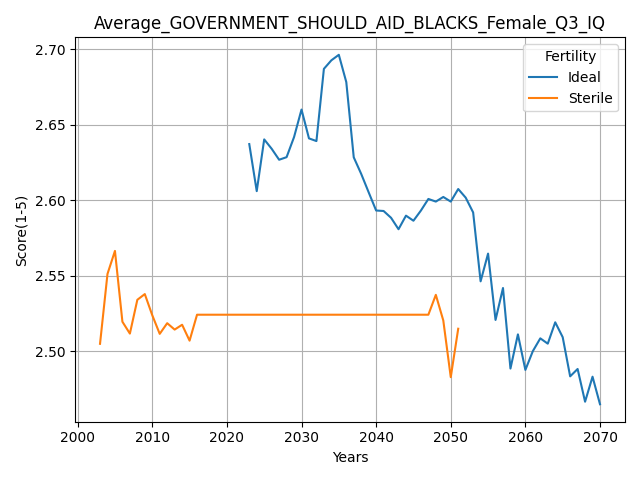 Average_GOVERNMENT_SHOULD_AID_BLACKS_Female_Q3_IQ
Fertility
Ideal
Sterile
Score(1-5)
2.70
2.65
2.60
2.55
2.50
2000 2010 2020 2030 2040 2050 2060 2070
Years